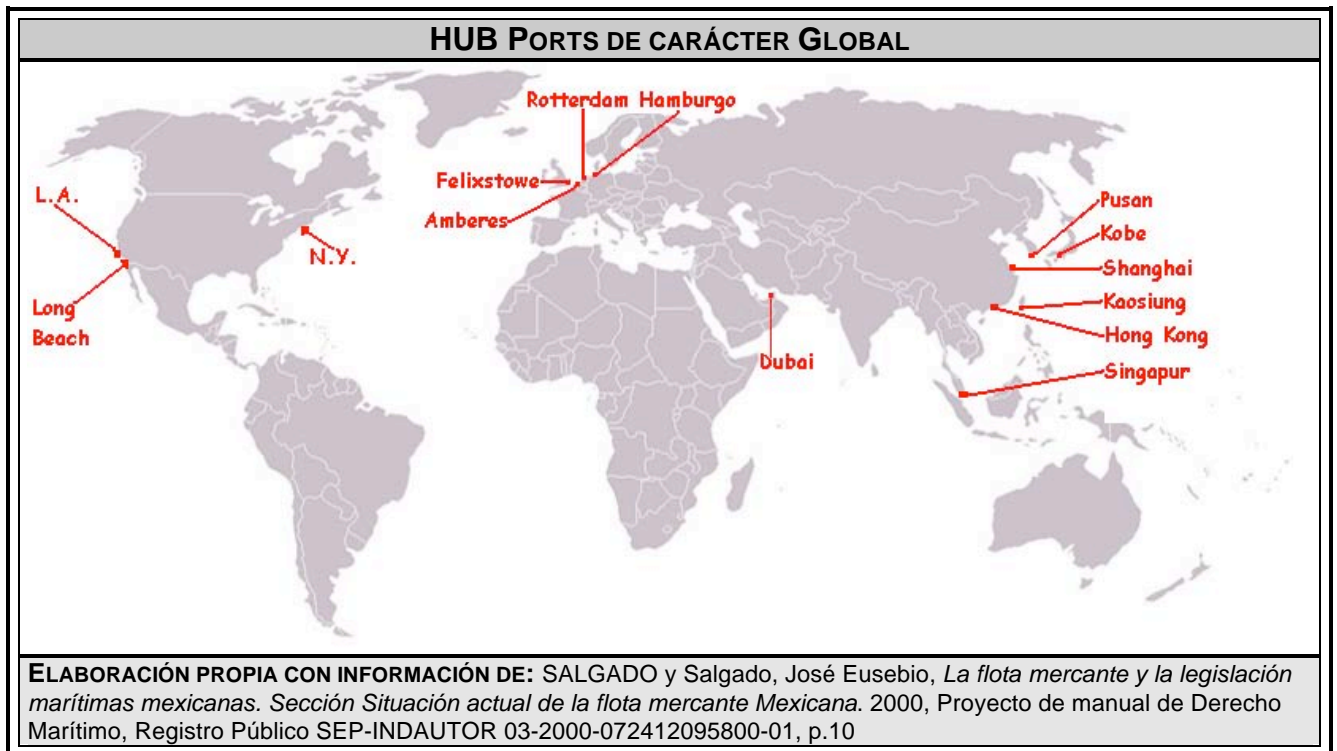 HUB PORTS DE CARÁCTER GLOBAL
Rotterdam Hamburgo
Felixstowe
Amberes
L.A.
N.Y.
Long
Beach
Pusan
Kobe
Shanghai
Kaosiung
Hong Kong
Singapur
Dubai
ELABORACIÓN PROPIA CON INFORMACIÓN DE: SALGADO y Salgado, José Eusebio, La flota mercante y la legislación
marítimas mexicanas. Sección Situación actual de la flota mercante Mexicana. 2000, Proyecto de manual de Derecho
Marítimo, Registro Público SEP-INDAUTOR 03-2000-072412095800-01, p.10